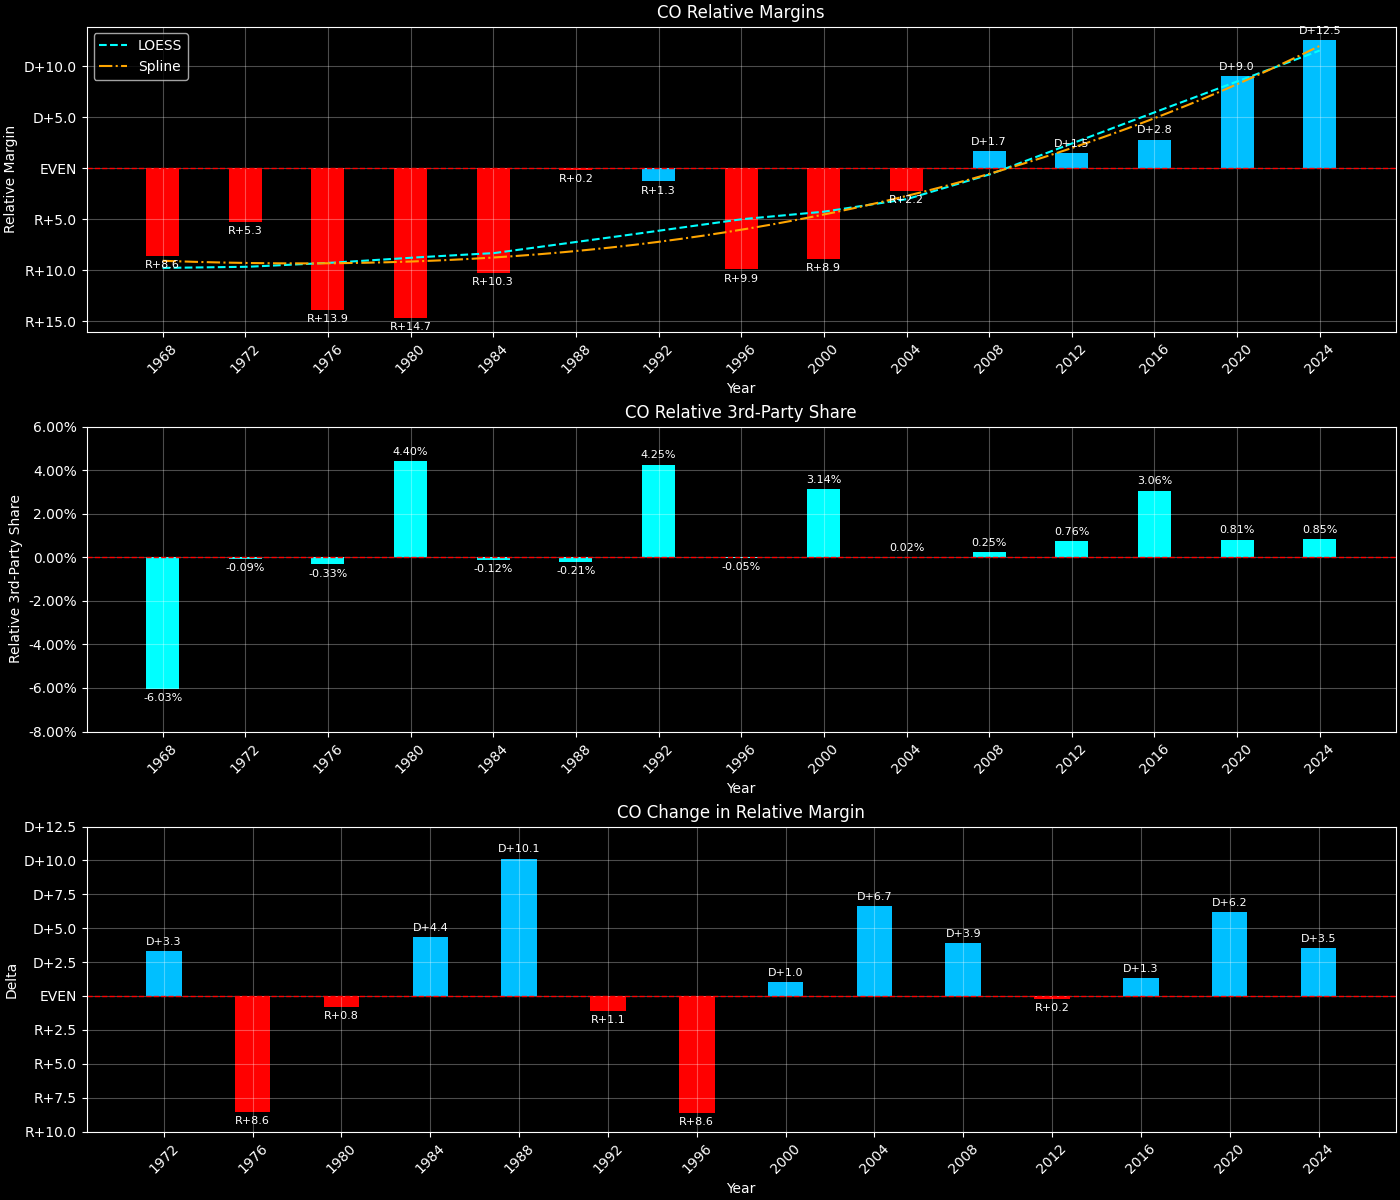 CO Relative Margins
LOESS
Spline
Relative Margin
D+10.0
D+5.0
EVEN
R+5.0
R+10.0
R+15.0
R+8.6
R+5.3
R+13.9
R+14.7
R+10.3
R+0.2
R+1.3
R+9.9
R+8.9
R+2.2
D+1.7
D+1.5
D+2.8
D+9.0
D+12.5
1968 1972 1976 1980 1984 1988 1992 1996 2000 2004 2008 2012 2016 2020 2024
Year
CO Relative 3rd-Party Share
Relative 3rd-Party Share
6.00%
4.00%
2.00%
0.00%
-2.00%
-4.00%
-6.00%
-8.00%
-6.03%
-0.09%
-0.33%
4.40%
-0.12%
-0.21%
4.25%
-0.05%
3.14%
0.02%
0.25%
0.76%
3.06%
0.81%
0.85%
1968 1972 1976 1980 1984 1988 1992 1996 2000 2004 2008 2012 2016 2020 2024
Year
CO Change in Relative Margin
Delta
D+12.5
D+10.0
D+7.5
D+5.0
D+2.5
EVEN
R+2.5
R+5.0
R+7.5
R+10.0
D+3.3
R+8.6
R+0.8
D+4.4
D+10.1
R+1.1
R+8.6
D+1.0
D+6.7
D+3.9
R+0.2
D+1.3
D+6.2
D+3.5
1972 1976 1980 1984 1988 1992 1996 2000 2004 2008 2012 2016 2020 2024
Year